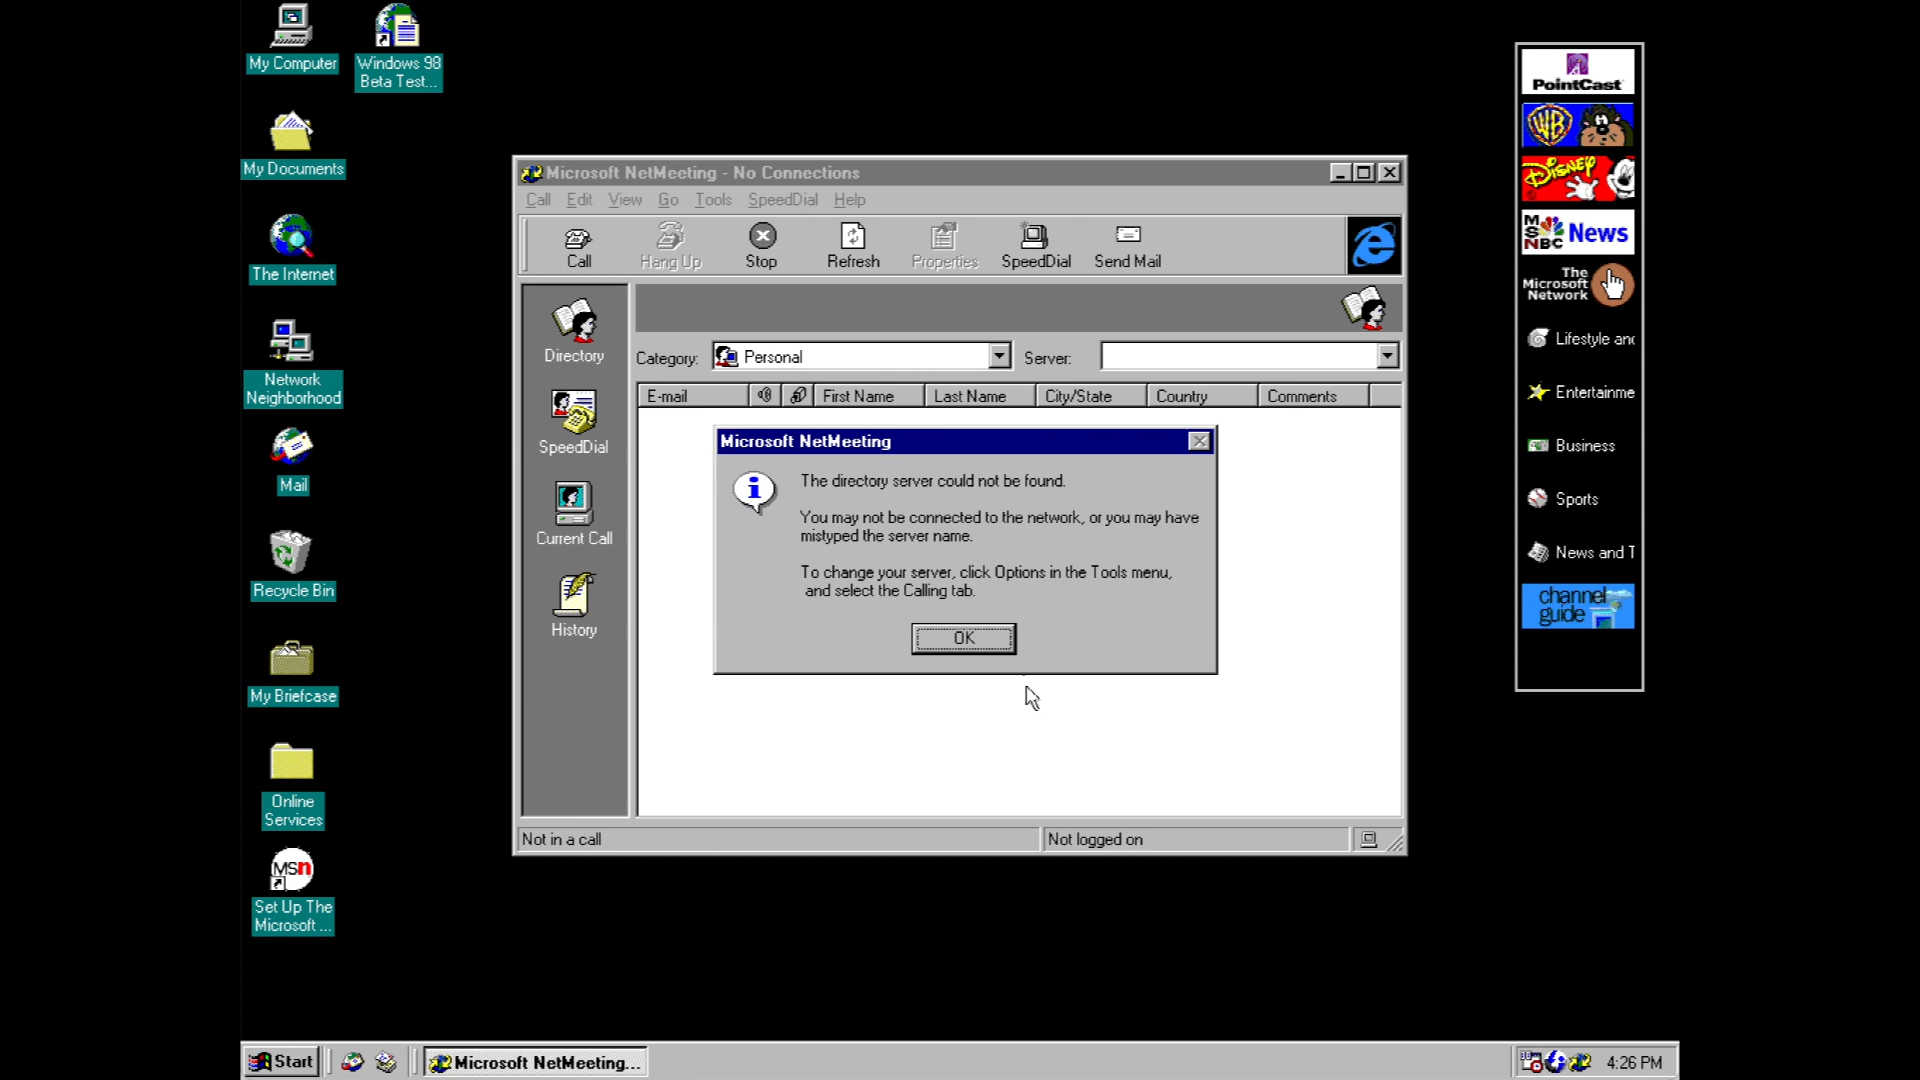 My Computer
Windows 98
Beta Test...
My Documents
The Internet
Network
Neighborhood
Mail
Recycle Bin
My Briefcase
Online
Services
MSn
Set Up The
Microsoft ...
Microsoft NetMeeting - No Connections
Call Edit View Go Tools SpeedDial Help
Call Hang Up Stop Refresh Properties SpeedDial Send Mail
Directory
SpeedDial
Current Call
History
Category: Personal Server:
E-mail First Name Last Name City/State Country Comments
Microsoft NetMeeting
The directory server could not be found.
You may not be connected to the network, or you may have
mistyped the server name.
To change your server, click Options in the Tools menu,
and select the Calling tab.
OK
Not in a call Not logged on
PointCast
WB
Disney
MSNBC News
The
Microsoft
Network
Lifestyle and
Entertainme
Business
Sports
News and T
channel
guide
Start Microsoft NetMeeting... 4:26 PM